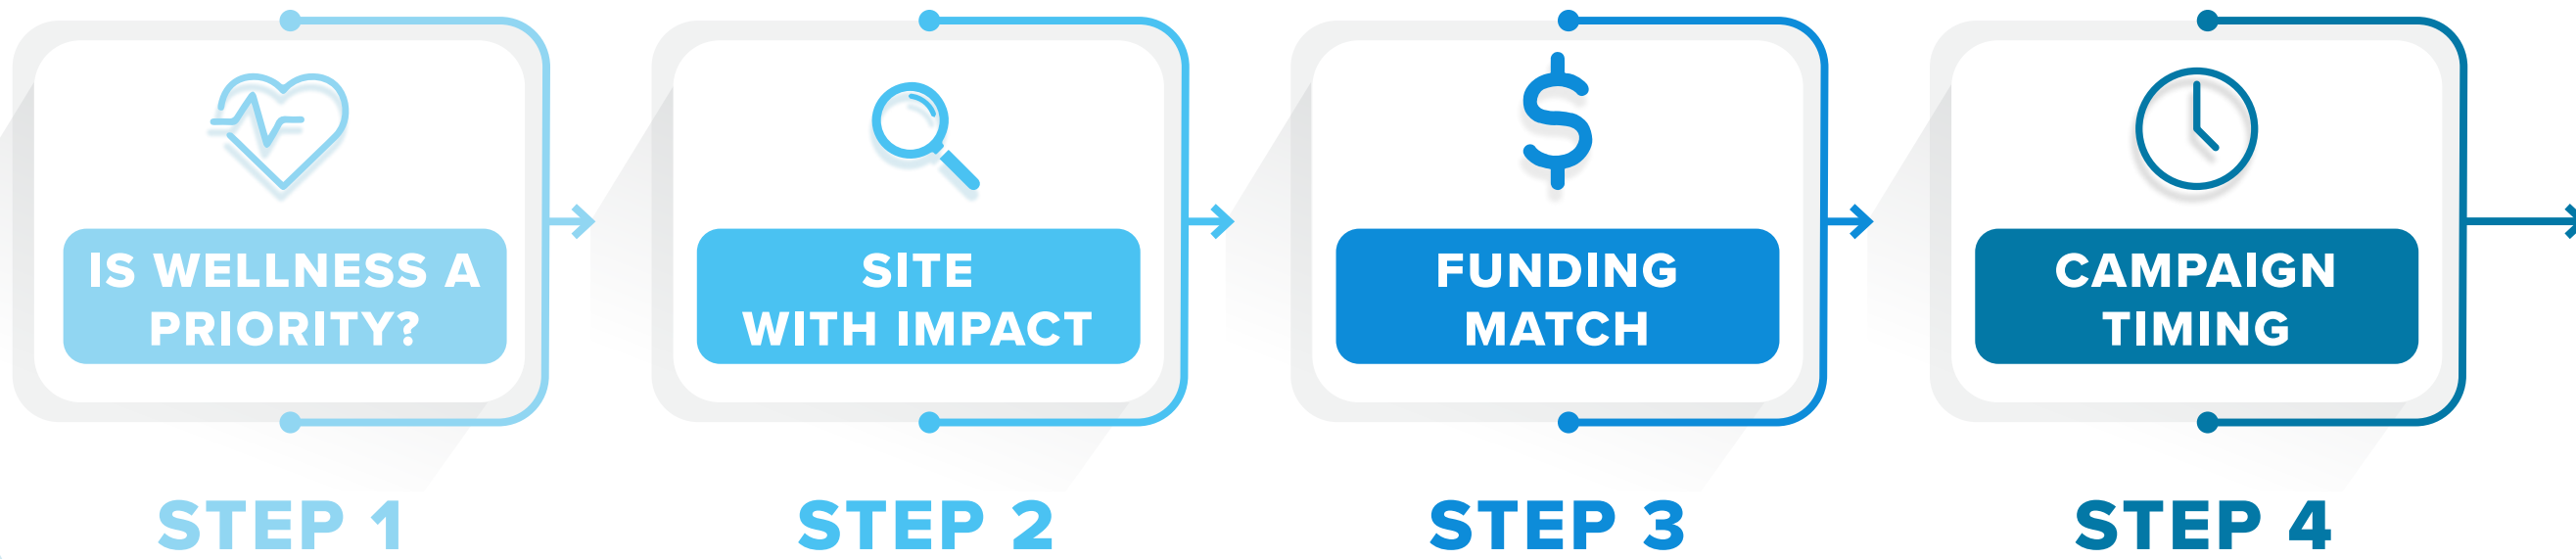 IS WELLNESS A
PRIORITY?
STEP 1
SITE
WITH IMPACT
STEP 2
FUNDING
MATCH
STEP 3
CAMPAIGN
TIMING
STEP 4